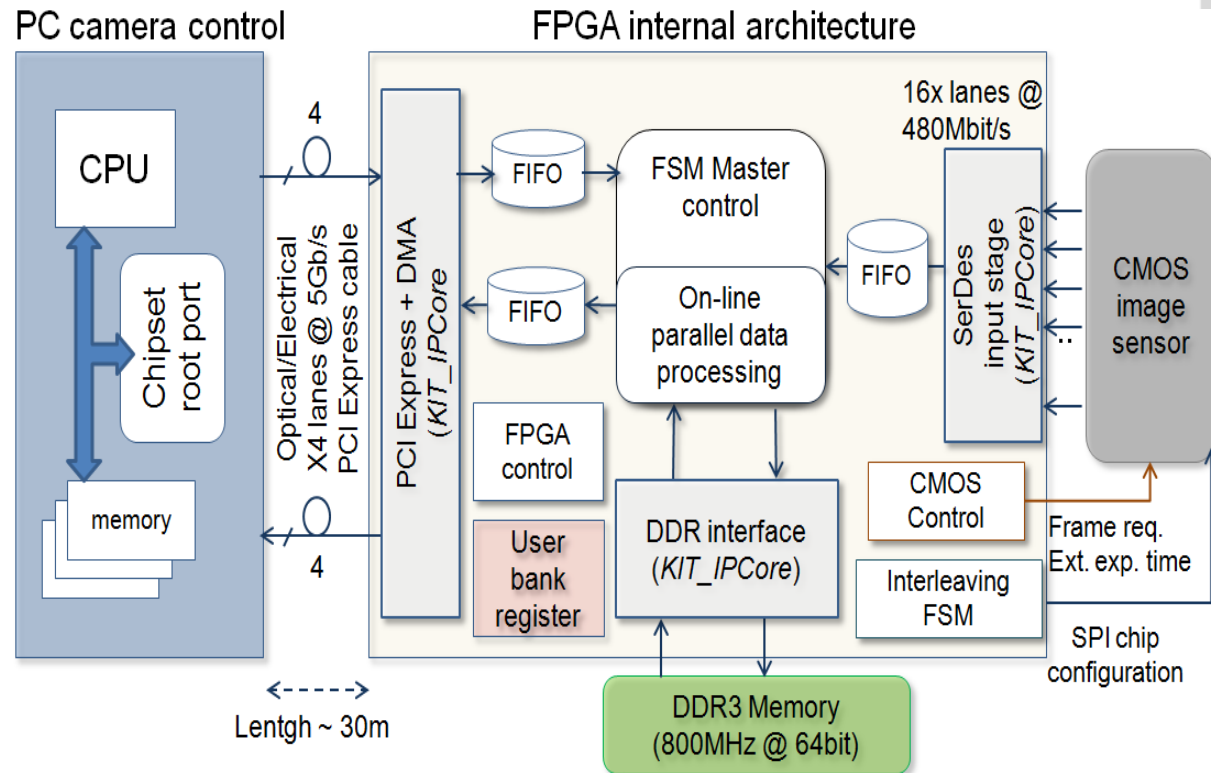 PC camera control
FPGA internal architecture
CPU
Chipset
root port
memory
4
Optical/Electrical
X4 lanes @ 5Gb/s
PCI Express cable
4
Lentgh ~ 30m
PCI Express + DMA
(KIT_IPCore)
FIFO
FIFO
FSM Master
control
On-line
parallel data
processing
FIFO
16x lanes @
480Mbit/s
SerDes
input stage
(KIT_IPCore)
..
CMOS
image
sensor
FPGA
control
User
bank
register
DDR interface
(KIT_IPCore)
CMOS
Control
Interleaving
FSM
Frame req.
Ext. exp. time
SPI chip
configuration
DDR3 Memory
(800MHz @ 64bit)